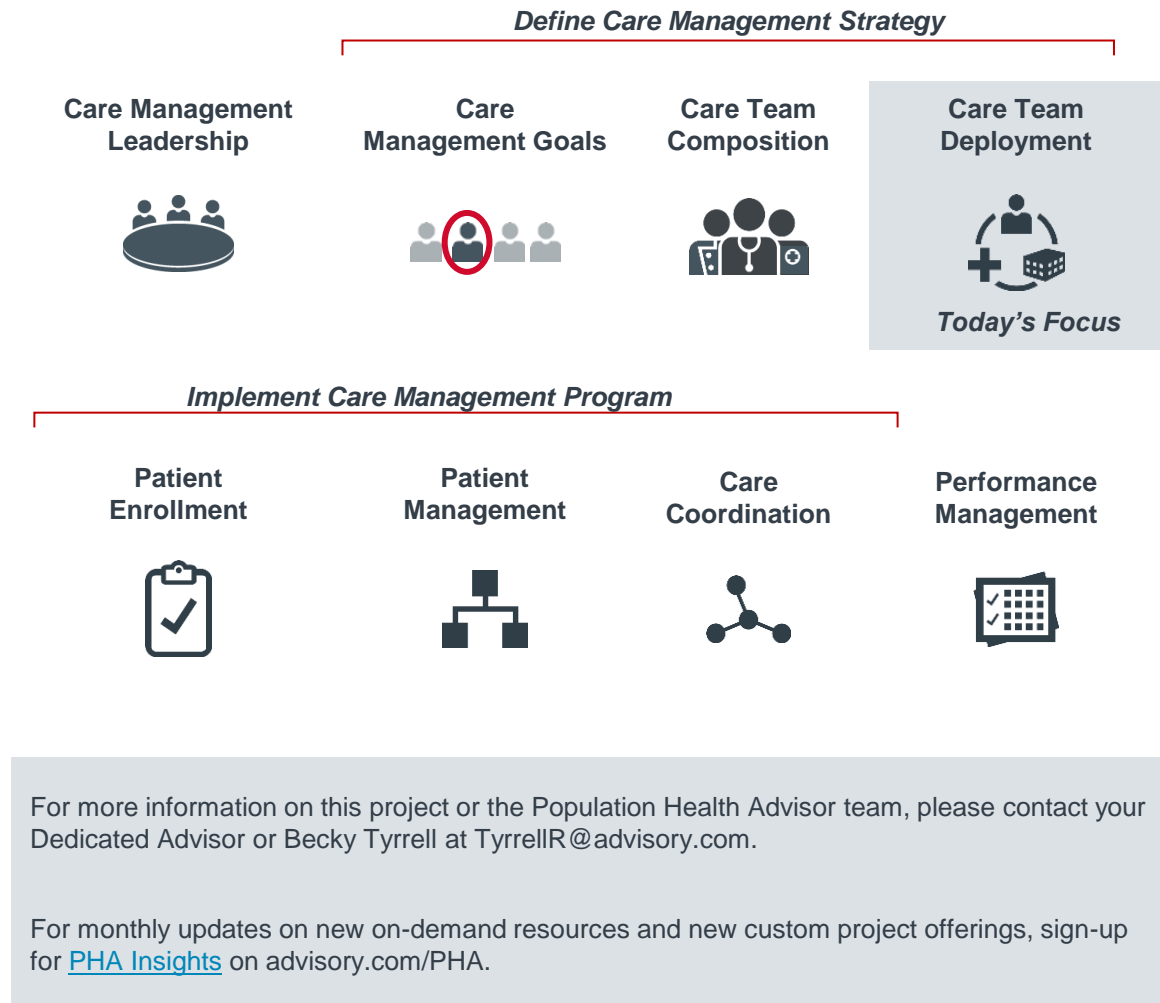 Define Care Management Strategy
Care Management
Leadership
Care
Management Goals
Care Team
Composition
Care Team
Deployment
Today’s Focus
Implement Care Management Program
Patient
Enrollment
Patient
Management
Care
Coordination
Performance
Management
For more information on this project or the Population Health Advisor team, please contact your
Dedicated Advisor or Becky Tyrrell at TyrrellR@advisory.com.
For monthly updates on new on-demand resources and new custom project offerings, sign-up
for PHA Insights on advisory.com/PHA.